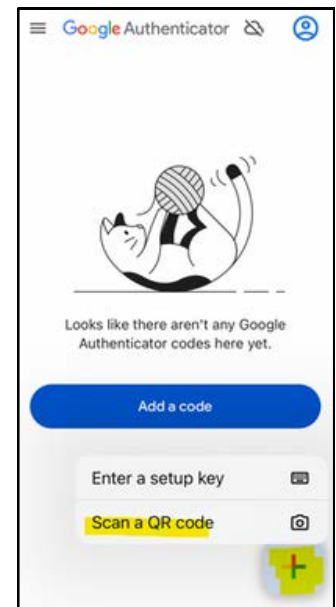 Google Authenticator
Looks like there aren't any Google
Authenticator codes here yet.
Add a code
Enter a setup key
Scan a QR code